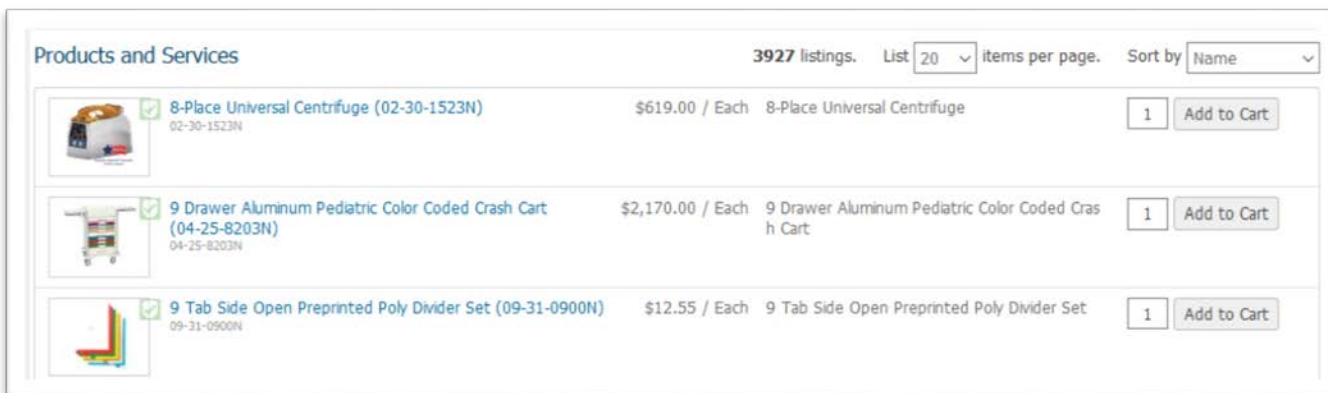 Products and Services 3927 listings. List 20 items per page. Sort by Name
8-Place Universal Centrifuge (02-30-1523N) $619.00 / Each 8-Place Universal Centrifuge 1 Add to Cart
02-30-1523N
9 Drawer Aluminum Pediatric Color Coded Crash Cart $2,170.00 / Each 9 Drawer Aluminum Pediatric Color Coded Cras 1 Add to Cart
(04-25-8203N) h Cart
04-25-8203N
9 Tab Side Open Preprinted Poly Divider Set (09-31-0900N) $12.55 / Each 9 Tab Side Open Preprinted Poly Divider Set 1 Add to Cart
09-31-0900N